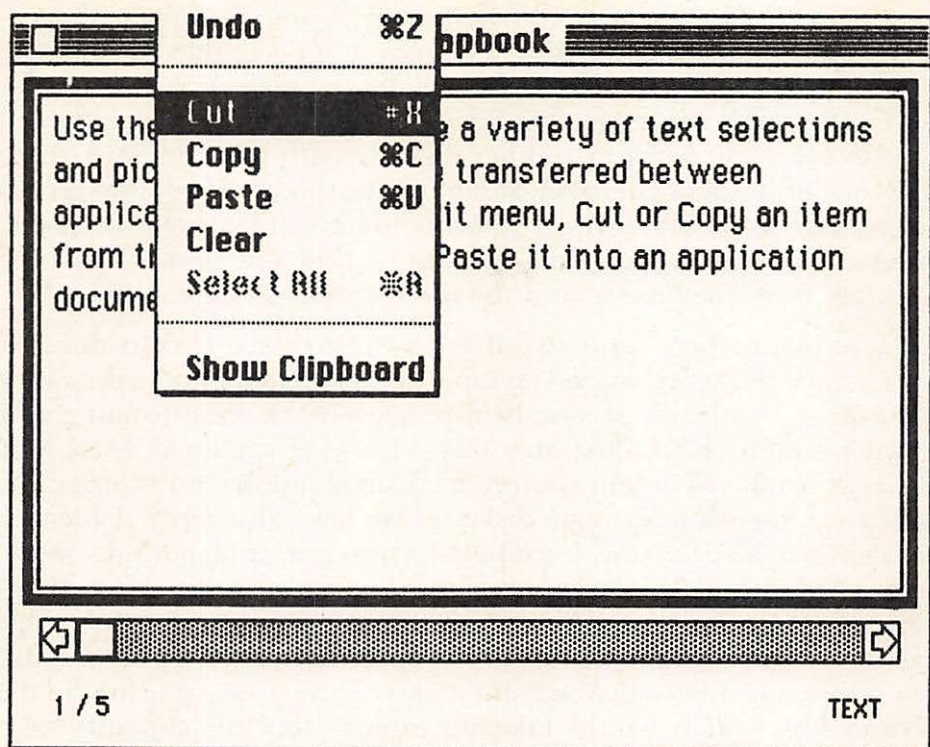 apbook
Undo ⌘Z
Cut ⌘X
Copy ⌘C
Paste ⌘V
Clear
Select All ⌘A
Show Clipboard
Use the e a variety of text selections
and pic transferred between
applica it menu, Cut or Copy an item
from th Paste it into an application
docume
1 / 5 TEXT